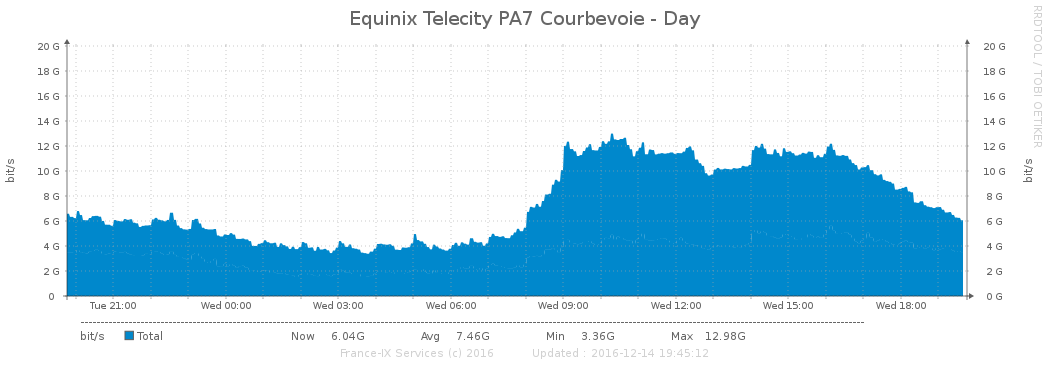 Equinix Telecity PA7 Courbevoie - Day
RRDTOOL / TOBI OETIKER
bit/s
20 G 20 G
18 G 18 G
16 G 16 G
14 G 14 G
12 G 12 G
10 G 10 G
8 G 8 G
6 G 6 G
4 G 4 G
2 G 2 G
0 0 G
bit/s
Tue 21:00 Wed 00:00 Wed 03:00 Wed 06:00 Wed 09:00 Wed 12:00 Wed 15:00 Wed 18:00
bit/s Total Now 6.04G Avg 7.46G Min 3.36G Max 12.98G
France-IX Services (c) 2016 Updated : 2016-12-14 19:45:12